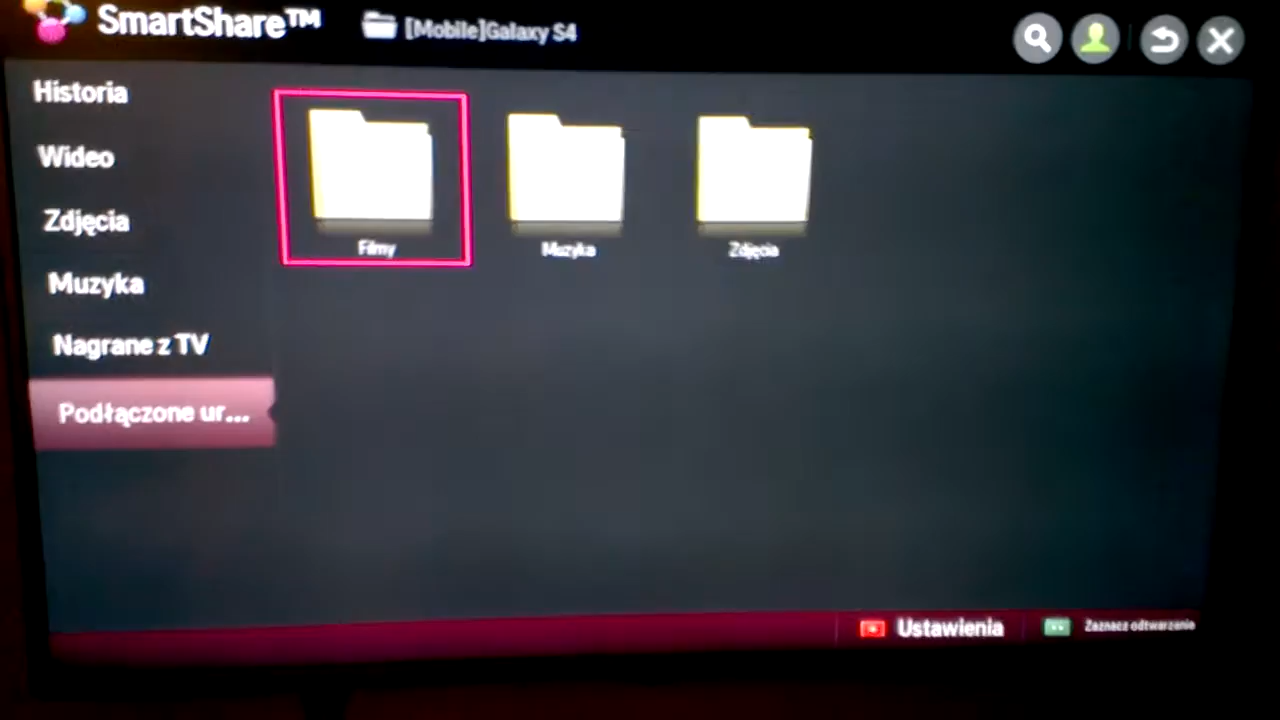 SmartShare™
[Mobile]Galaxy S4
Historia
Wideo
Zdjęcia
Muzyka
Nagrane z TV
Podłączone ur...
Filmy
Muzyka
Zdjęcia
Ustawienia
Zaznacz odtwarzanie